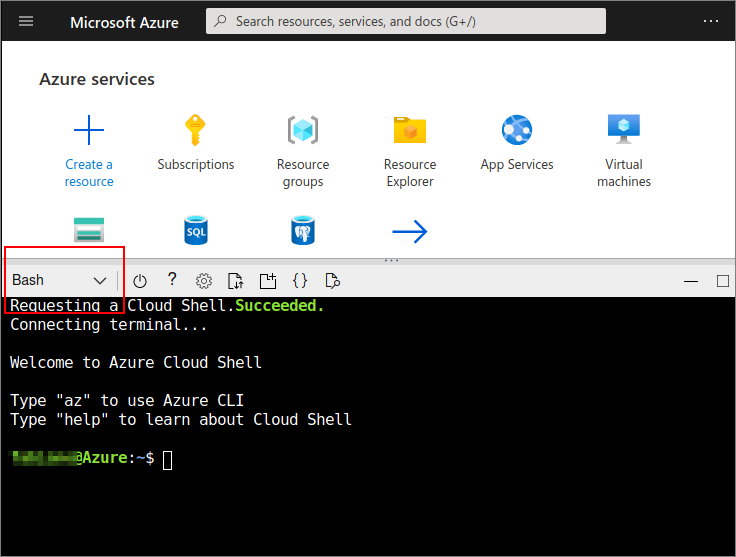 Microsoft Azure
Search resources, services, and docs (G+/)
Azure services
Create a resource
Subscriptions
Resource groups
Resource Explorer
App Services
Virtual machines
SQL
Bash
?
{}
Requesting a Cloud Shell.Succeeded.
Connecting terminal...
Welcome to Azure Cloud Shell
Type "az" to use Azure CLI
Type "help" to learn about Cloud Shell
@Azure:~$